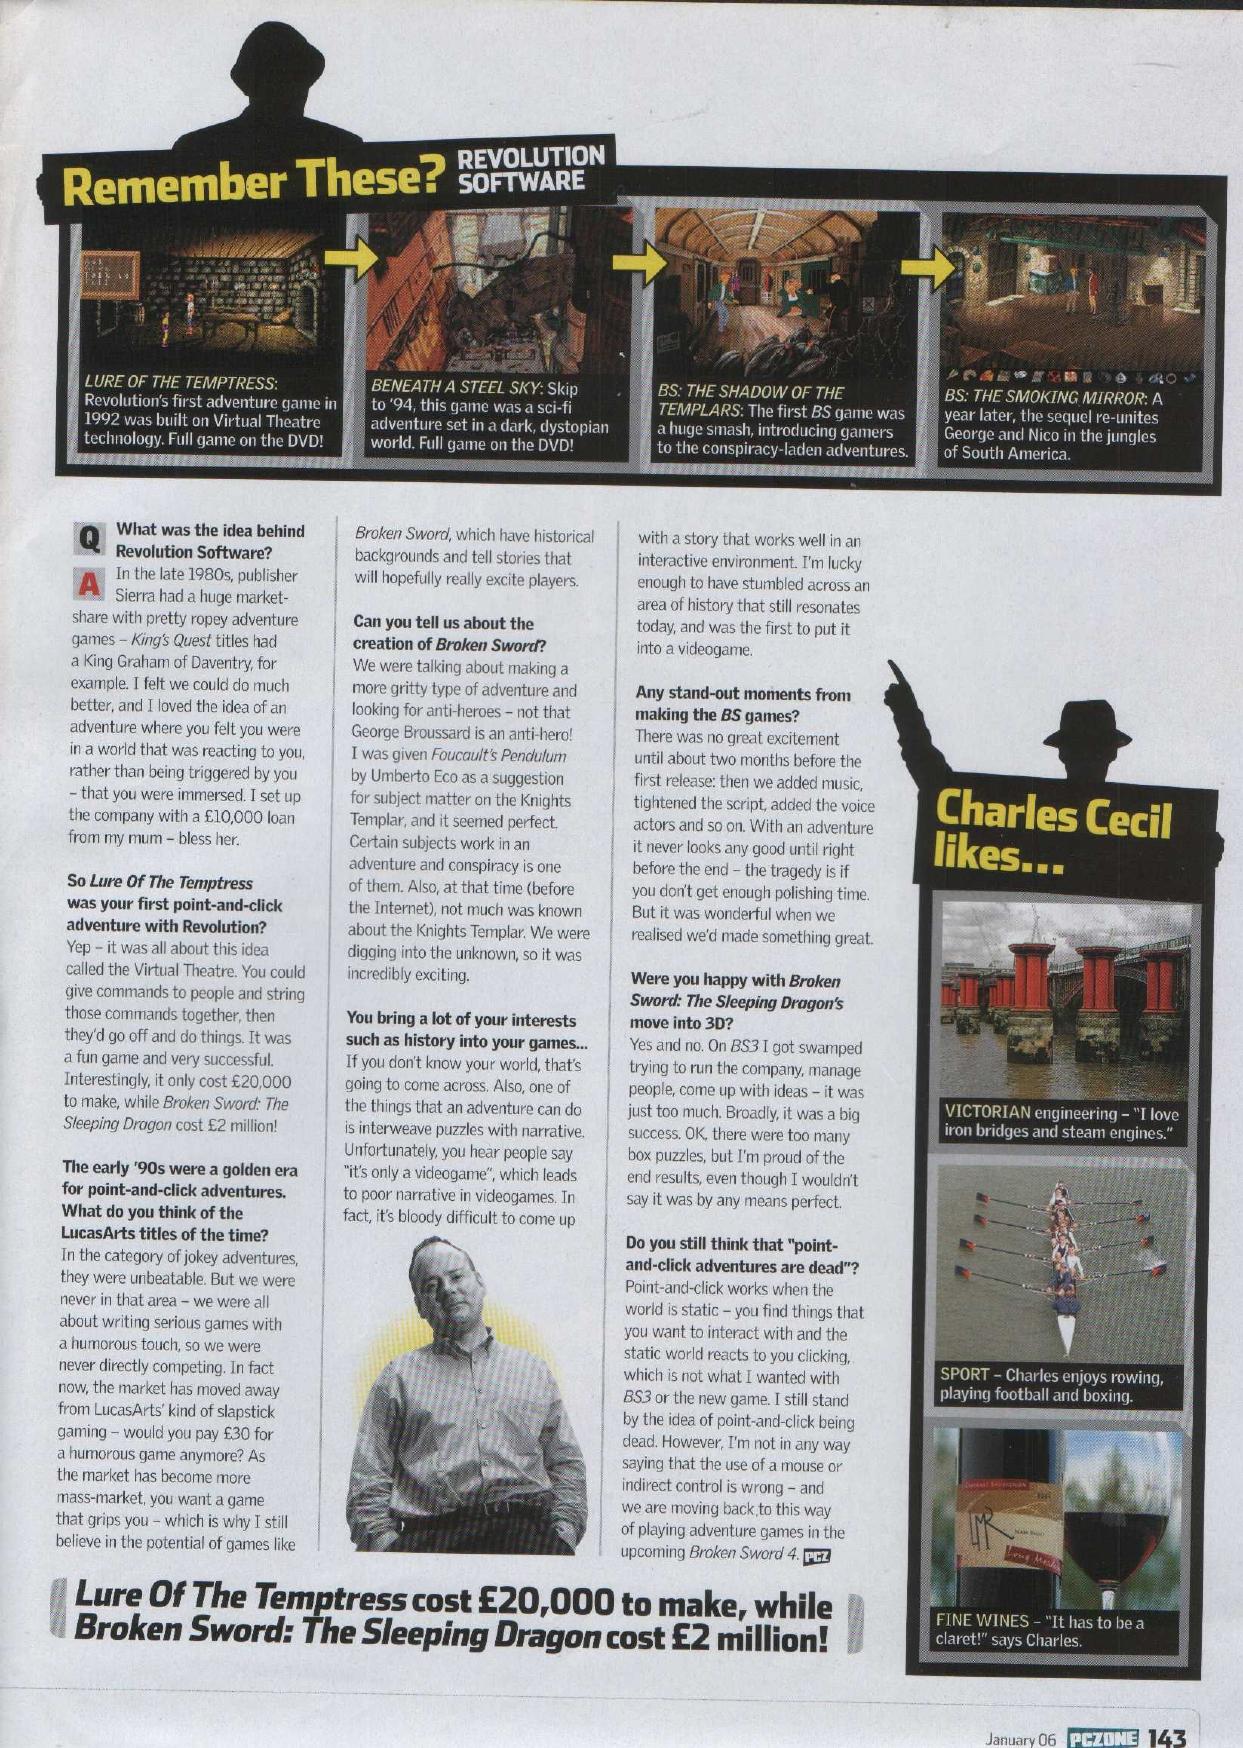 Remember These? REVOLUTION
SOFTWARE
LURE OF THE TEMPTRESS:
Revolution's first adventure game in
1992 was built on Virtual Theatre
technology. Full game on the DVD!
BENEATH A STEEL SKY: Skip
to '94, this game was a sci-fi
adventure set in a dark, dystopian
world. Full game on the DVD!
BS: THE SHADOW OF THE
TEMPLARS: The first BS game was
a huge smash, introducing gamers
to the conspiracy-laden adventures.
BS: THE SMOKING MIRROR: A
year later, the sequel re-unites
George and Nico in the jungles
of South America.
Q What was the idea behind
Revolution Software?
A In the late 1980s, publisher
Sierra had a huge market-
share with pretty ropey adventure
games – King's Quest titles had
a King Graham of Daventry, for
example. I felt we could do much
better, and I loved the idea of an
adventure where you felt you were
in a world that was reacting to you,
rather than being triggered by you
– that you were immersed. I set up
the company with a £10,000 loan
from my mum – bless her.
So Lure Of The Temptress
was your first point-and-click
adventure with Revolution?
Yep – it was all about this idea
called the Virtual Theatre. You could
give commands to people and string
those commands together, then
they'd go off and do things. It was
a fun game and very successful.
Interestingly, it only cost £20,000
to make, while Broken Sword: The
Sleeping Dragon cost £2 million!
The early '90s were a golden era
for point-and-click adventures.
What do you think of the
LucasArts titles of the time?
In the category of jokey adventures,
they were unbeatable. But we were
never in that area – we were all
about writing serious games with
a humorous touch, so we were
never directly competing. In fact
now, the market has moved away
from LucasArts' kind of slapstick
gaming – would you pay £30 for
a humorous game anymore? As
the market has become more
mass-market, you want a game
that grips you – which is why I still
believe in the potential of games like
Broken Sword, which have historical
backgrounds and tell stories that
will hopefully really excite players.
Can you tell us about the
creation of Broken Sword?
We were talking about making a
more gritty type of adventure and
looking for anti-heroes – not that
George Broussard is an anti-hero!
I was given Foucault's Pendulum
by Umberto Eco as a suggestion
for subject matter on the Knights
Templar, and it seemed perfect.
Certain subjects work in an
adventure and conspiracy is one
of them. Also, at that time (before
the Internet), not much was known
about the Knights Templar. We were
digging into the unknown, so it was
incredibly exciting.
You bring a lot of your interests
such as history into your games...
If you don't know your world, that's
going to come across. Also, one of
the things that an adventure can do
is interweave puzzles with narrative.
Unfortunately, you hear people say
"it's only a videogame", which leads
to poor narrative in videogames. In
fact, it's bloody difficult to come up
with a story that works well in an
interactive environment. I'm lucky
enough to have stumbled across an
area of history that still resonates
today, and was the first to put it
into a videogame.
Any stand-out moments from
making the BS games?
There was no great excitement
until about two months before the
first release: then we added music,
tightened the script, added the voice
actors and so on. With an adventure
it never looks any good until right
before the end – the tragedy is if
you don't get enough polishing time.
But it was wonderful when we
realised we'd made something great.
Were you happy with Broken
Sword: The Sleeping Dragon's
move into 3D?
Yes and no. On BS3 I got swamped
trying to run the company, manage
people, come up with ideas – it was
just too much. Broadly, it was a big
success. OK, there were too many
box puzzles, but I'm proud of the
end results, even though I wouldn't
say it was by any means perfect.
Do you still think that "point-
and-click adventures are dead"?
Point-and-click works when the
world is static – you find things that
you want to interact with and the
static world reacts to you clicking,
which is not what I wanted with
BS3 or the new game. I still stand
by the idea of point-and-click being
dead. However, I'm not in any way
saying that the use of a mouse or
indirect control is wrong – and
we are moving back to this way
of playing adventure games in the
upcoming Broken Sword 4. PCZ
Charles Cecil
likes...
VICTORIAN engineering – "I love
iron bridges and steam engines."
SPORT – Charles enjoys rowing,
playing football and boxing.
LMR
FINE WINES – "It has to be a
claret!" says Charles.
Lure Of The Temptress cost £20,000 to make, while
Broken Sword: The Sleeping Dragon cost £2 million!
January 06 PCZONE 143